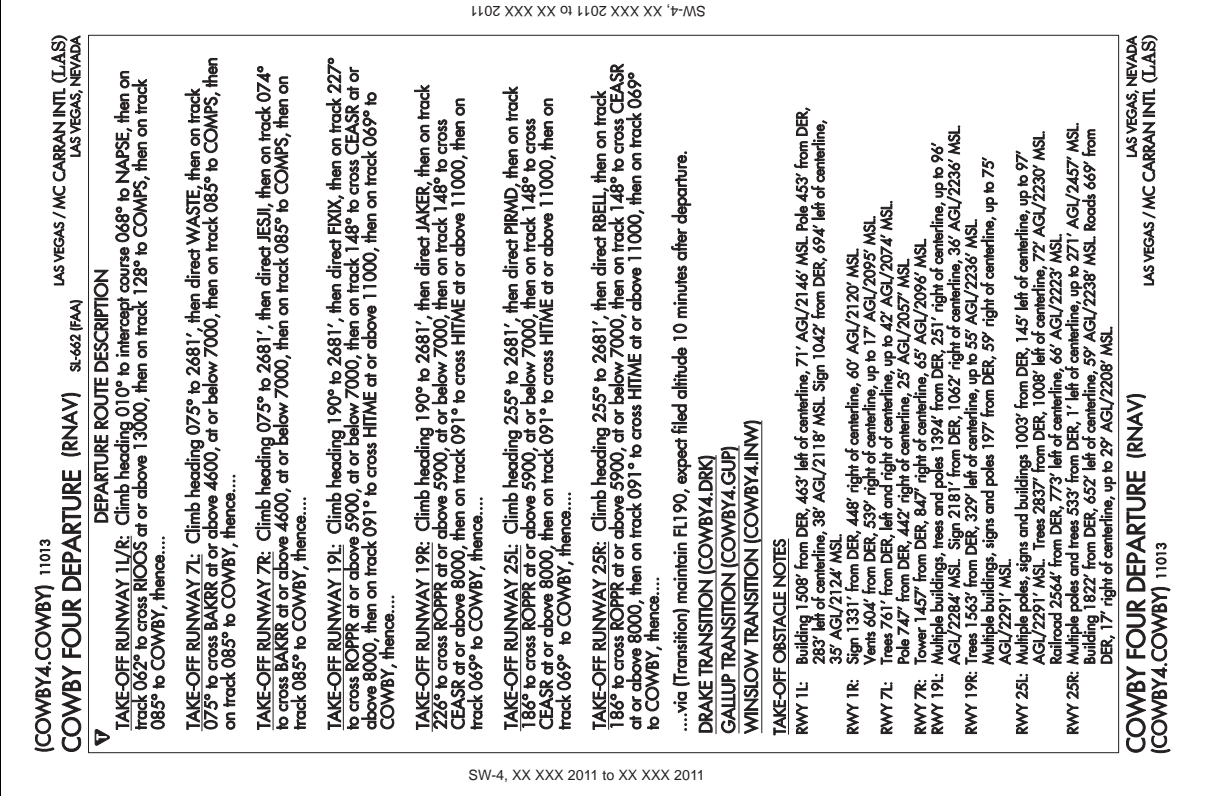 SW-4, XX XXX 2011 to XX XXX 2011
(COWBY4.COWBY) 11013
COWBY FOUR DEPARTURE (RNAV)
SL-662 (FAA)
LAS VEGAS / MC CARRAN INTL (LAS)
LAS VEGAS, NEVADA
DEPARTURE ROUTE DESCRIPTION
TAKE-OFF RUNWAY 1L/R: Climb heading 010° to intercept course 068° to NAPSE, then on
track 062° to cross RIOOS at or above 13000, then on track 128° to COMPS, then on track
085° to COWBY, thence....
TAKE-OFF RUNWAY 7L: Climb heading 075° to 2681', then direct WASTE, then on track
075° to cross BAKRR at or above 4600, at or below 7000, then on track 085° to COMPS, then
on track 085° to COWBY, thence....
TAKE-OFF RUNWAY 7R: Climb heading 075° to 2681', then direct JESJI, then on track 074°
to cross BAKRR at or above 4600, at or below 7000, then on track 085° to COMPS, then on
track 085° to COWBY, thence....
TAKE-OFF RUNWAY 19L: Climb heading 190° to 2681', then direct FIXIX, then on track 227°
to cross ROPPR at or above 5900, at or below 7000, then on track 148° to cross CEASR at or
above 8000, then on track 091° to cross HITME at or above 11000, then on track 069° to
COWBY, thence....
TAKE-OFF RUNWAY 19R: Climb heading 190° to 2681', then direct JAKER, then on track
226° to cross ROPPR at or above 5900, at or below 7000, then on track 148° to cross
CEASR at or above 8000, then on track 091° to cross HITME at or above 11000, then on
track 069° to COWBY, thence....
TAKE-OFF RUNWAY 25L: Climb heading 255° to 2681', then direct PIRMD, then on track
186° to cross ROPPR at or above 5900, at or below 7000, then on track 148° to cross
CEASR at or above 8000, then on track 091° to cross HITME at or above 11000, then on
track 069° to COWBY, thence....
TAKE-OFF RUNWAY 25R: Climb heading 255° to 2681', then direct RBELL, then on track
186° to cross ROPPR at or above 5900, at or below 7000, then on track 148° to cross CEASR
at or above 8000, then on track 091° to cross HITME at or above 11000, then on track 069°
to COWBY, thence....
....via (Transition) maintain FL190, expect filed altitude 10 minutes after departure.
DRAKE TRANSITION (COWBY4.DRK)
GALLUP TRANSITION (COWBY4.GUP)
WINSLOW TRANSITION (COWBY4.INW)
TAKE-OFF OBSTACLE NOTES
RWY 1L: Building 1508' from DER, 463' left of centerline, 71' AGL/2146' MSL. Pole 453' from DER,
283' left of centerline, 38' AGL/2118' MSL. Sign 1042' from DER, 694' left of centerline,
35' AGL/2124' MSL.
RWY 1R: Sign 1331' from DER, 448' right of centerline, 60' AGL/2120' MSL.
Vents 604' from DER, 539' right of centerline, up to 17' AGL/2095' MSL.
RWY 7L: Trees 761' from DER, left and right of centerline, up to 42' AGL/2074' MSL.
Pole 747' from DER, 442' right of centerline, 25' AGL/2057' MSL.
RWY 7R: Tower 1457' from DER, 847' right of centerline, 65' AGL/2096' MSL.
RWY 19L: Multiple buildings, trees and poles 1394' from DER, 251' right of centerline, up to 96'
AGL/2284' MSL. Sign 2181' from DER, 1062' right of centerline, 36' AGL/2236' MSL.
RWY 19R: Trees 1563' from DER, 329' left of centerline, up to 55' AGL/2236' MSL.
Multiple buildings, signs and poles 197' from DER, 59' right of centerline, up to 75'
AGL/2291' MSL.
RWY 25L: Multiple poles, signs and buildings 1003' from DER, 145' left of centerline, up to 97'
AGL/2291' MSL. Trees 2837' from DER, 1008' left of centerline, 72' AGL/2230' MSL.
Railroad 2564' from DER, 773' left of centerline, 66' AGL/2223' MSL.
RWY 25R: Multiple poles and trees 533' from DER, 1' left of centerline, up to 271' AGL/2457' MSL.
Building 1822' from DER, 652' left of centerline, 59' AGL/2238' MSL. Roads 669' from
DER, 17' right of centerline, up to 29' AGL/2208' MSL.
COWBY FOUR DEPARTURE (RNAV)
(COWBY4.COWBY) 11013
LAS VEGAS, NEVADA
LAS VEGAS / MC CARRAN INTL (LAS)
SW-4, XX XXX 2011 to XX XXX 2011